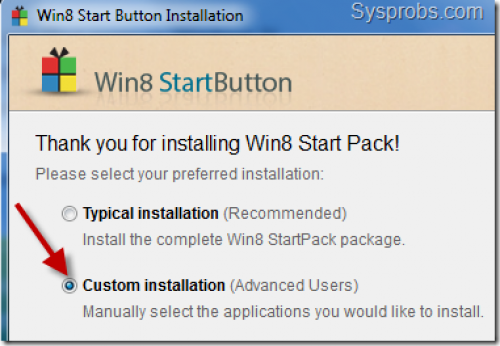 Win8 Start Button Installation
Sysprobs.com
Win8 StartButton
Thank you for installing Win8 Start Pack!
Please select your preferred installation:
Typical installation (Recommended)
Install the complete Win8 StartPack package.
Custom installation (Advanced Users)
Manually select the applications you would like to install.